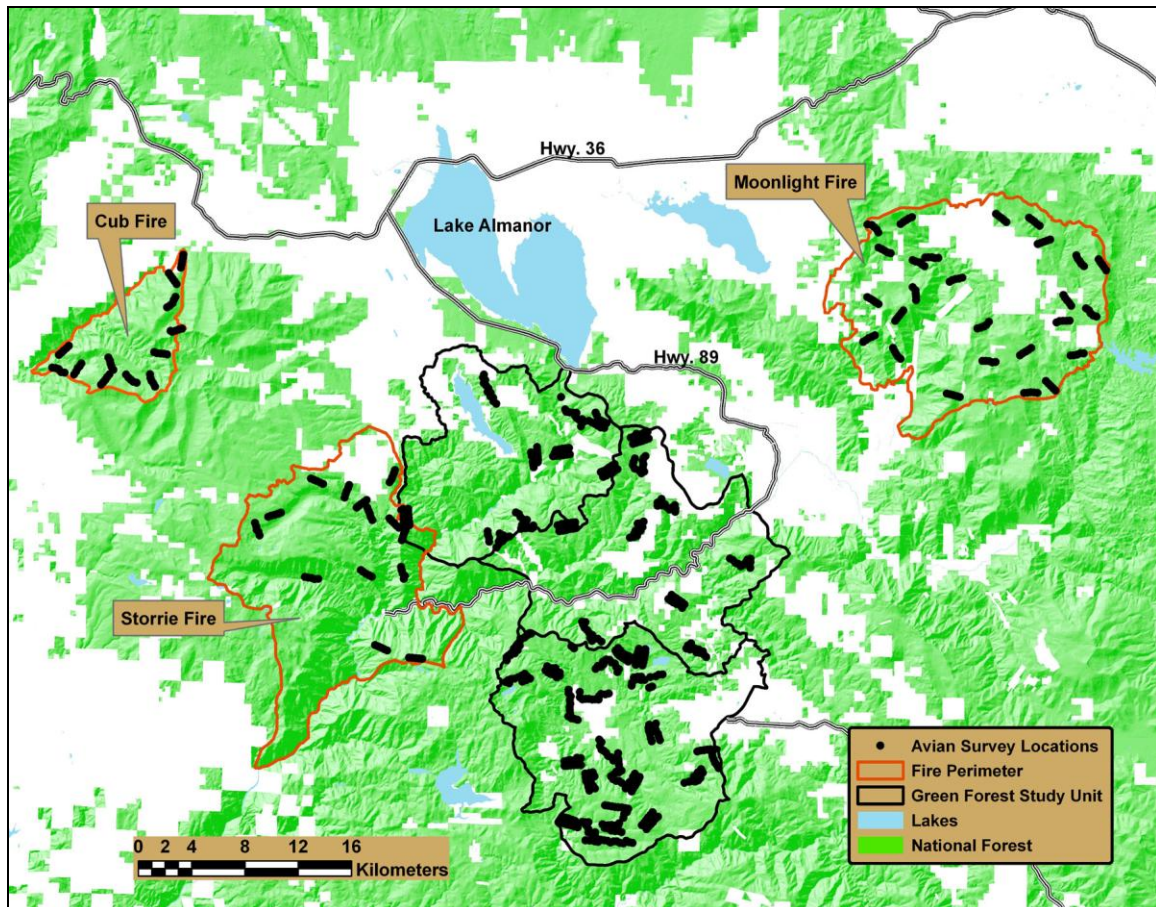 Hwy. 36
Moonlight Fire
Cub Fire
Lake Almanor
Hwy. 89
Storrie Fire
Avian Survey Locations
Fire Perimeter
Green Forest Study Unit
Lakes
National Forest
0 2 4 8 12 16
Kilometers